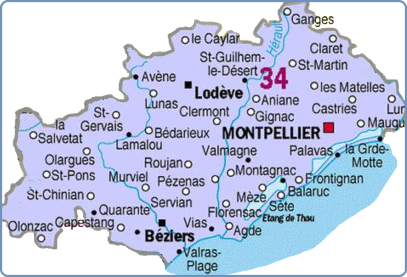 Ganges
le Caylar
Hérault
Claret
St-Guilhem-
le-Désert
St-Martin
Avène
34
les Matelles
Lodève
Lunas
Aniane
Castries
Lun
St-
Gervais
Clermont
Gignac
Maugu
la
Salvetat
Bédarieux
MONTPELLIER
Lamalou
Valmagne
Palavas
la Grde-
Motte
Olargues
Roujan
St-Pons
Murviel
Pézenas
Montagnac
Frontignan
St-Chinian
Servian
Mèze
Balaruc
Sète
Quarante
Florensac
Etang de Thau
Olonzac
Capestang
Béziers
Vias
Agde
Valras-
Plage